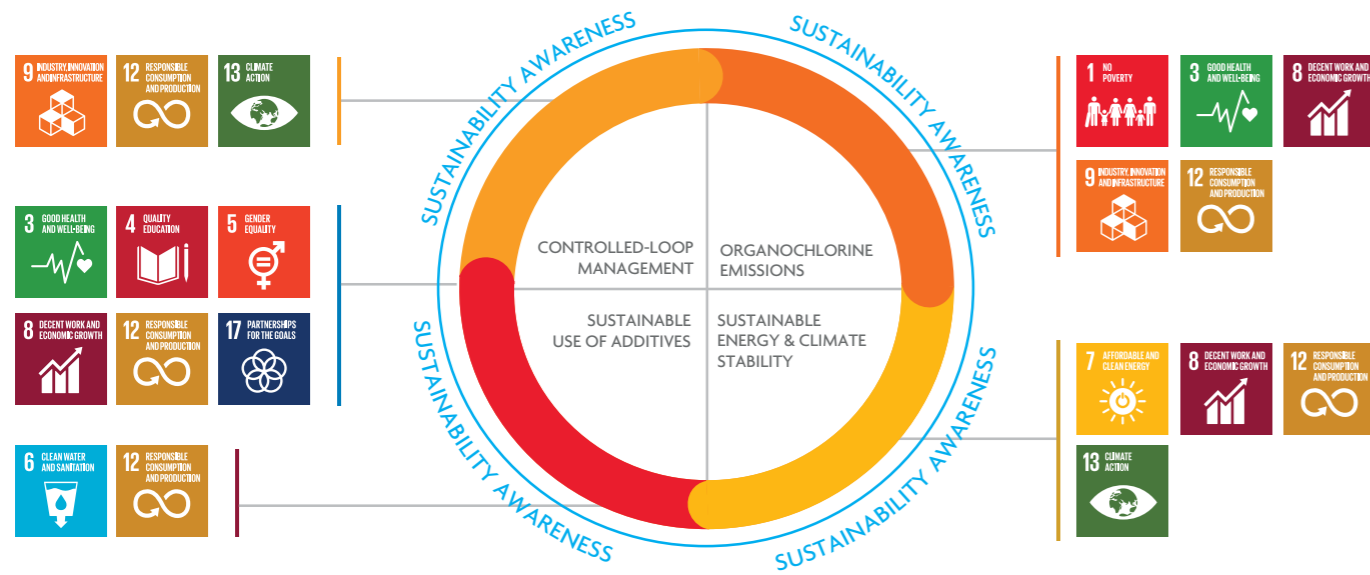 SUSTAINABILITY AWARENESS
SUSTAINABILITY AWARENESS
9 INDUSTRY, INNOVATION
AND INFRASTRUCTURE
12 RESPONSIBLE
CONSUMPTION
AND PRODUCTION
13 CLIMATE
ACTION
1 NO
POVERTY
3 GOOD HEALTH
AND WELL-BEING
8 DECENT WORK AND
ECONOMIC GROWTH
9 INDUSTRY, INNOVATION
AND INFRASTRUCTURE
12 RESPONSIBLE
CONSUMPTION
AND PRODUCTION
3 GOOD HEALTH
AND WELL-BEING
4 QUALITY
EDUCATION
5 GENDER
EQUALITY
8 DECENT WORK AND
ECONOMIC GROWTH
12 RESPONSIBLE
CONSUMPTION
AND PRODUCTION
17 PARTNERSHIPS
FOR THE GOALS
CONTROLLED-LOOP
MANAGEMENT
ORGANOCHLORINE
EMISSIONS
SUSTAINABLE
USE OF ADDITIVES
SUSTAINABLE
ENERGY & CLIMATE
STABILITY
7 AFFORDABLE AND
CLEAN ENERGY
8 DECENT WORK AND
ECONOMIC GROWTH
12 RESPONSIBLE
CONSUMPTION
AND PRODUCTION
13 CLIMATE
ACTION
6 CLEAN WATER
AND SANITATION
12 RESPONSIBLE
CONSUMPTION
AND PRODUCTION
SUSTAINABILITY AWARENESS
SUSTAINABILITY AWARENESS